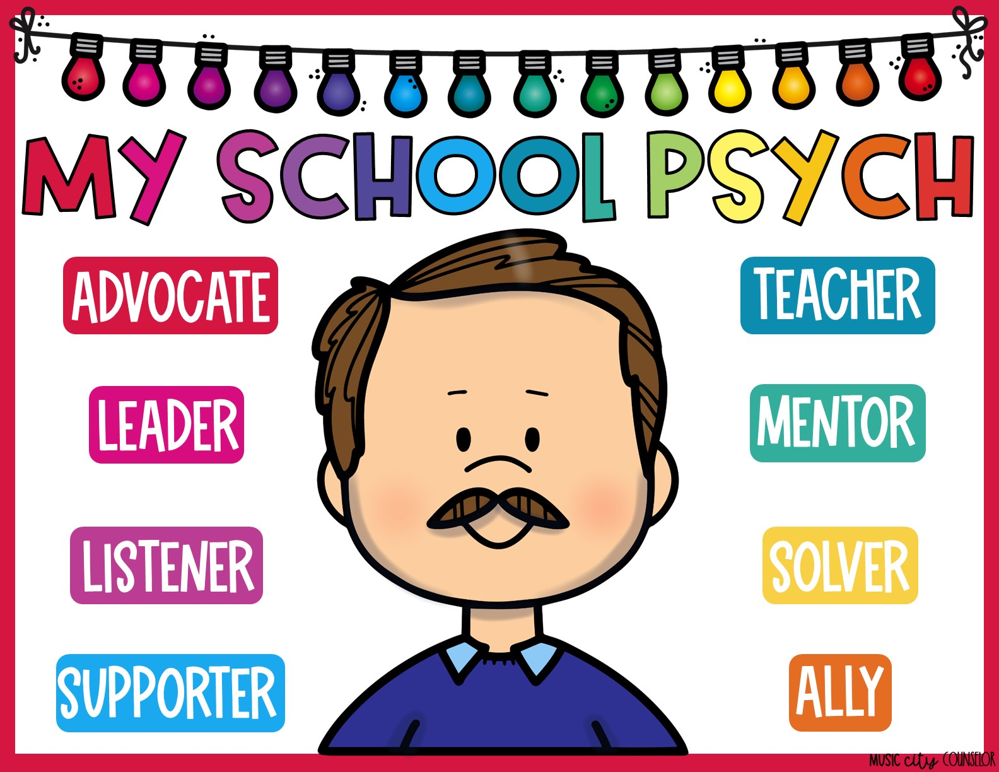 MY SCHOOL PSYCH
ADVOCATE
LEADER
LISTENER
SUPPORTER
TEACHER
MENTOR
SOLVER
ALLY
MUSIC city COUNSELOR